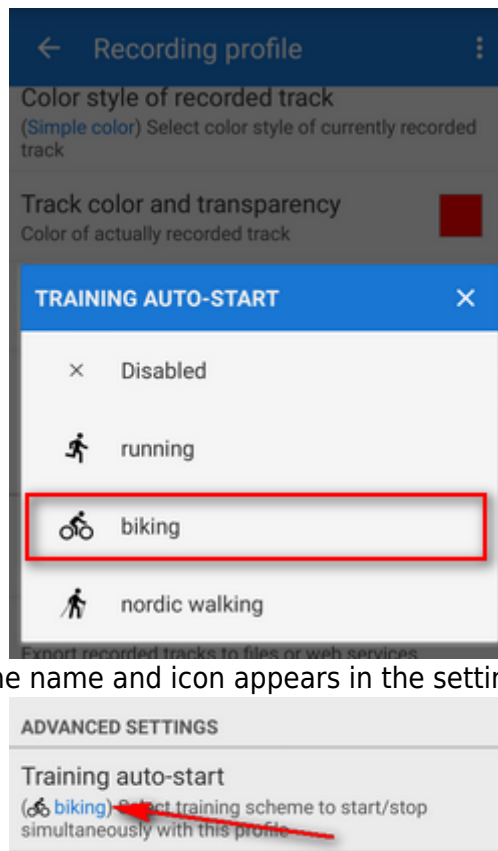 Recording profile
Color style of recorded track
(Simple color) Select color style of currently recorded
track
Track color and transparency
Color of actually recorded track
TRAINING AUTO-START
Disabled
running
biking
nordic walking
Export recorded tracks to files or web services
name and icon appears in the
ADVANCED SETTINGS
Training auto-start
(biking) Select training scheme to start/stop
simultaneously with this profile